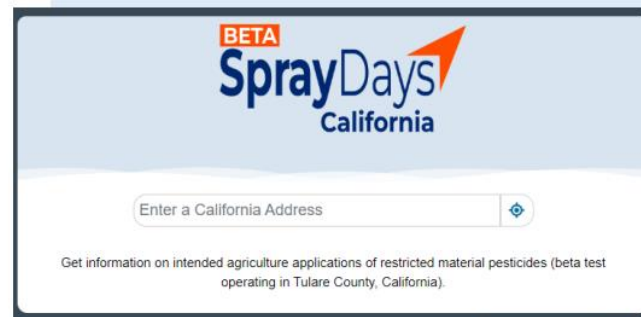 BETA
SprayDays
California
Enter a California Address
Get information on intended agriculture applications of restricted material pesticides (beta test
operating in Tulare County, California).